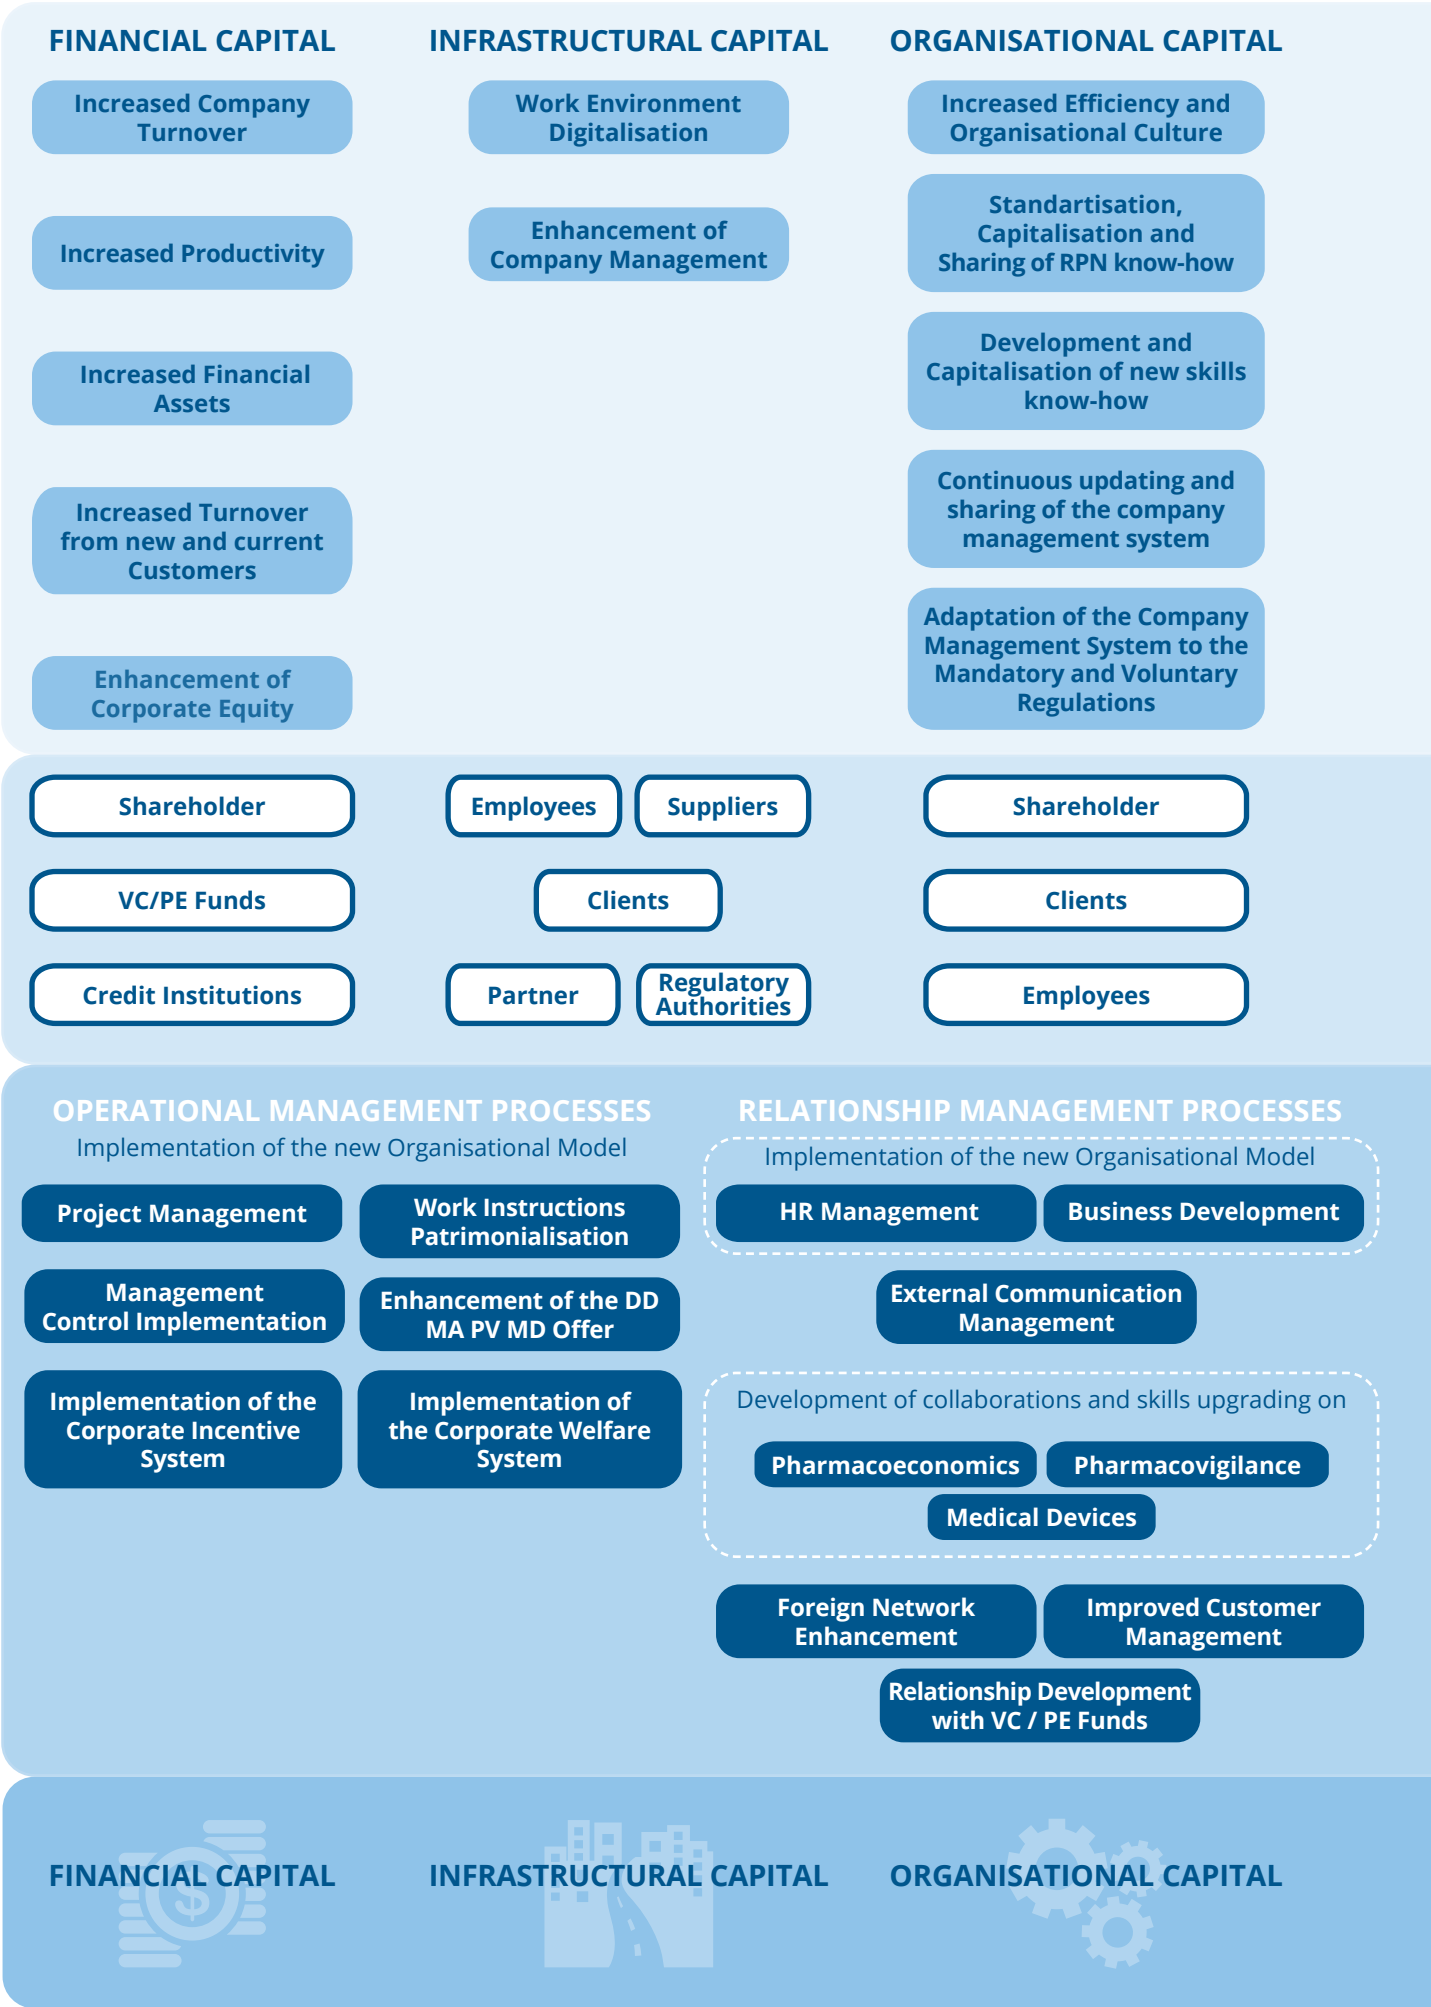 FINANCIAL CAPITAL
Increased Company
Turnover
Increased Productivity
Increased Financial
Assets
Increased Turnover
from new and current
Customers
Enhancement of
Corporate Equity
INFRASTRUCTURAL CAPITAL
Work Environment
Digitalisation
Enhancement of
Company Management
ORGANISATIONAL CAPITAL
Increased Efficiency and
Organisational Culture
Standartisation,
Capitalisation and
Sharing of RPN know-how
Development and
Capitalisation of new skills
know-how
Continuous updating and
sharing of the company
management system
Adaptation of the Company
Management System to the
Mandatory and Voluntary
Regulations
Shareholder
VC/PE Funds
Credit Institutions
Employees
Suppliers
Clients
Partner
Regulatory
Authorities
Shareholder
Clients
Employees
OPERATIONAL MANAGEMENT PROCESSES
Implementation of the new Organisational Model
Project Management
Work Instructions
Patrimonialisation
Management
Control Implementation
Enhancement of the DD
MA PV MD Offer
Implementation of the
Corporate Incentive
System
Implementation of
the Corporate Welfare
System
RELATIONSHIP MANAGEMENT PROCESSES
Implementation of the new Organisational Model
HR Management
Business Development
External Communication
Management
Development of collaborations and skills upgrading on
Pharmacoeconomics
Pharmacovigilance
Medical Devices
Foreign Network
Enhancement
Improved Customer
Management
Relationship Development
with VC / PE Funds
FINANCIAL CAPITAL
$
INFRASTRUCTURAL CAPITAL
ORGANISATIONAL CAPITAL